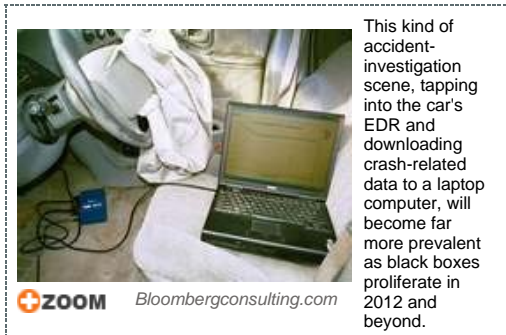 This kind of
accident-
investigation
scene, tapping
into the car's
EDR and
downloading
crash-related
data to a laptop
computer, will
become far
more prevalent
as black boxes
proliferate in
2012 and
beyond.
ZOOM Bloombergconsulting.com